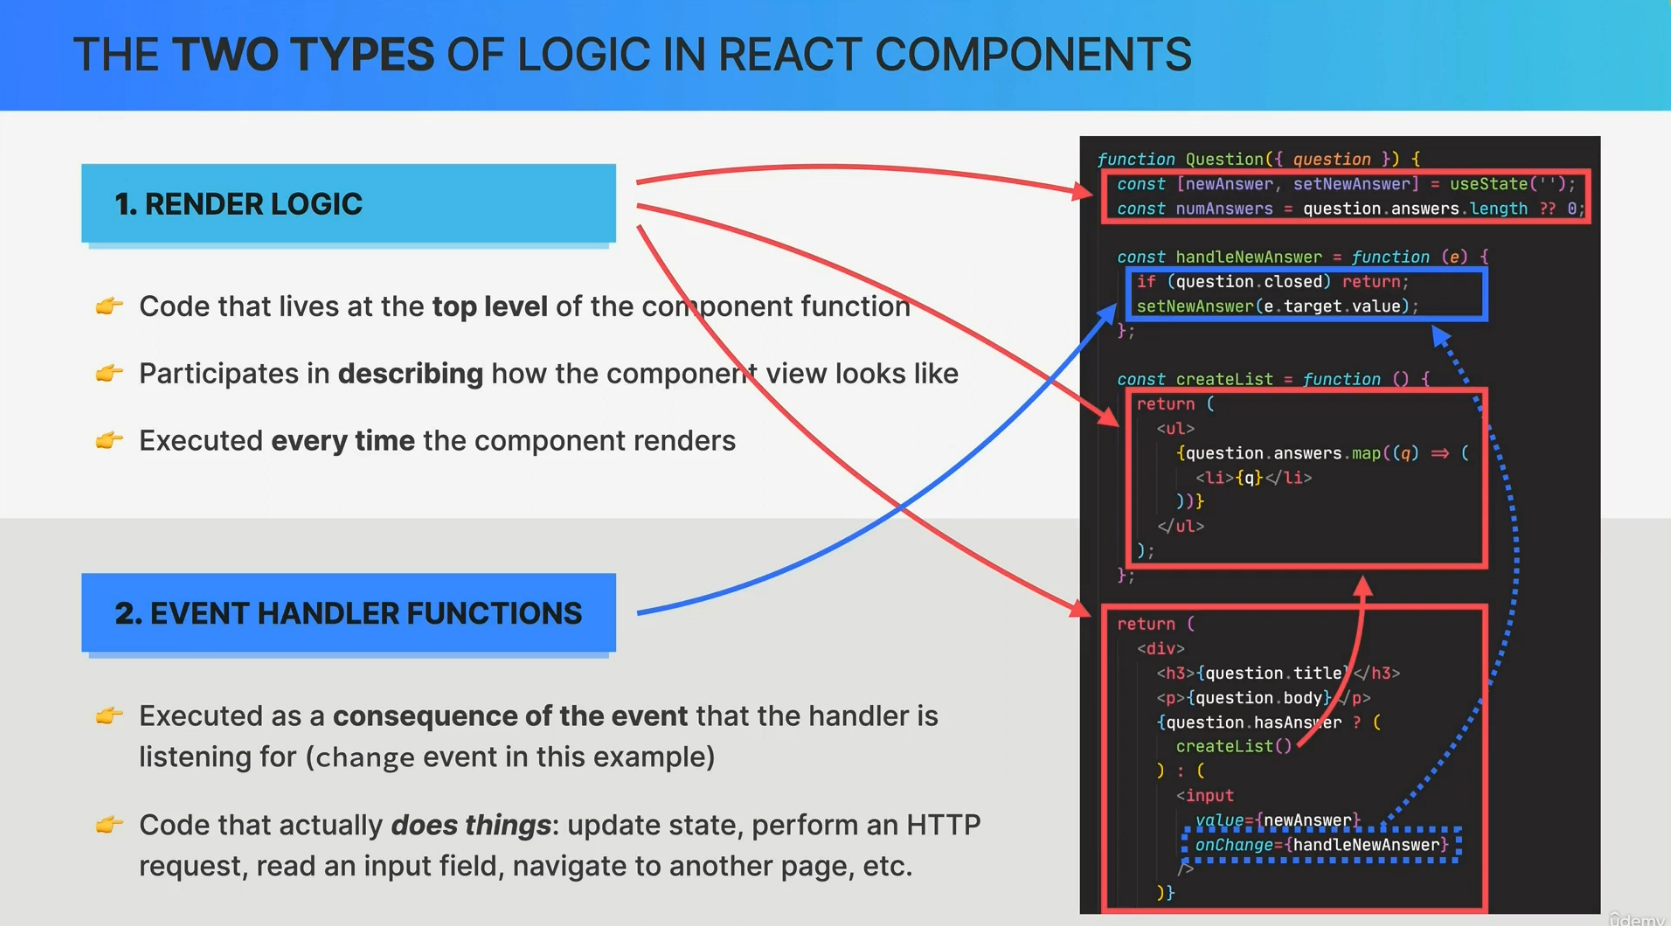 THE TWO TYPES OF LOGIC IN REACT COMPONENTS
1. RENDER LOGIC
👉 Code that lives at the top level of the component function
👉 Participates in describing how the component view looks like
👉 Executed every time the component renders
2. EVENT HANDLER FUNCTIONS
👉 Executed as a consequence of the event that the handler is
listening for (change event in this example)
👉 Code that actually does things: update state, perform an HTTP
request, read an input field, navigate to another page, etc.
function Question({ question }) {
const [newAnswer, setNewAnswer] = useState('');
const numAnswers = question.answers.length ?? 0;
const handleNewAnswer = function (e) {
if (question.closed) return;
setNewAnswer(e.target.value);
};
const createList = function () {
return (
<ul>
{question.answers.map((q) => (
<li>{q}</li>
))}
</ul>
);
};
return (
<div>
<h3>{question.title}</h3>
<p>{question.body}</p>
{question.hasAnswer ? (
createList()
) : (
<input
value={newAnswer}
onChange={handleNewAnswer}
/>
)}
udemy